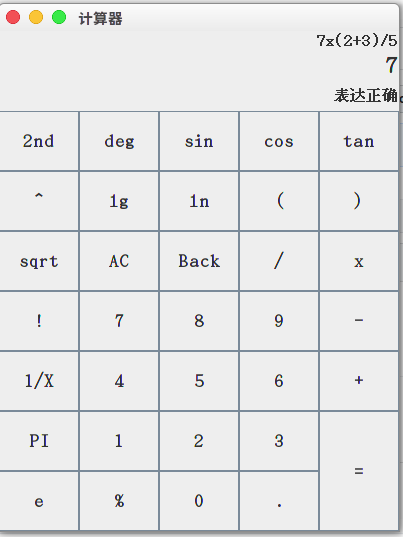 计算器
7x(2+3)/5
7
表达正确。
2nd deg sin cos tan
^ lg ln ( )
sqrt AC Back / x
! 7 8 9 -
1/X 4 5 6 +
PI 1 2 3
=
e % 0 .